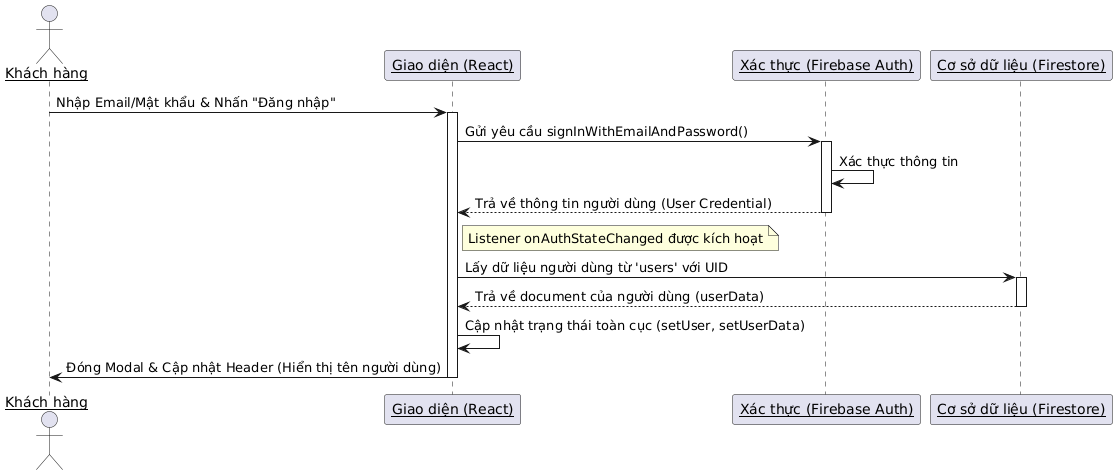 Khách hàng
Giao diện (React)
Xác thực (Firebase Auth)
Cơ sở dữ liệu (Firestore)
Nhập Email/Mật khẩu & Nhấn "Đăng nhập"
Gửi yêu cầu signInWithEmailAndPassword()
Xác thực thông tin
Trả về thông tin người dùng (User Credential)
Listener onAuthStateChanged được kích hoạt
Lấy dữ liệu người dùng từ 'users' với UID
Trả về document của người dùng (userData)
Cập nhật trạng thái toàn cục (setUser, setUserData)
Đóng Modal & Cập nhật Header (Hiển thị tên người dùng)
Khách hàng
Giao diện (React)
Xác thực (Firebase Auth)
Cơ sở dữ liệu (Firestore)